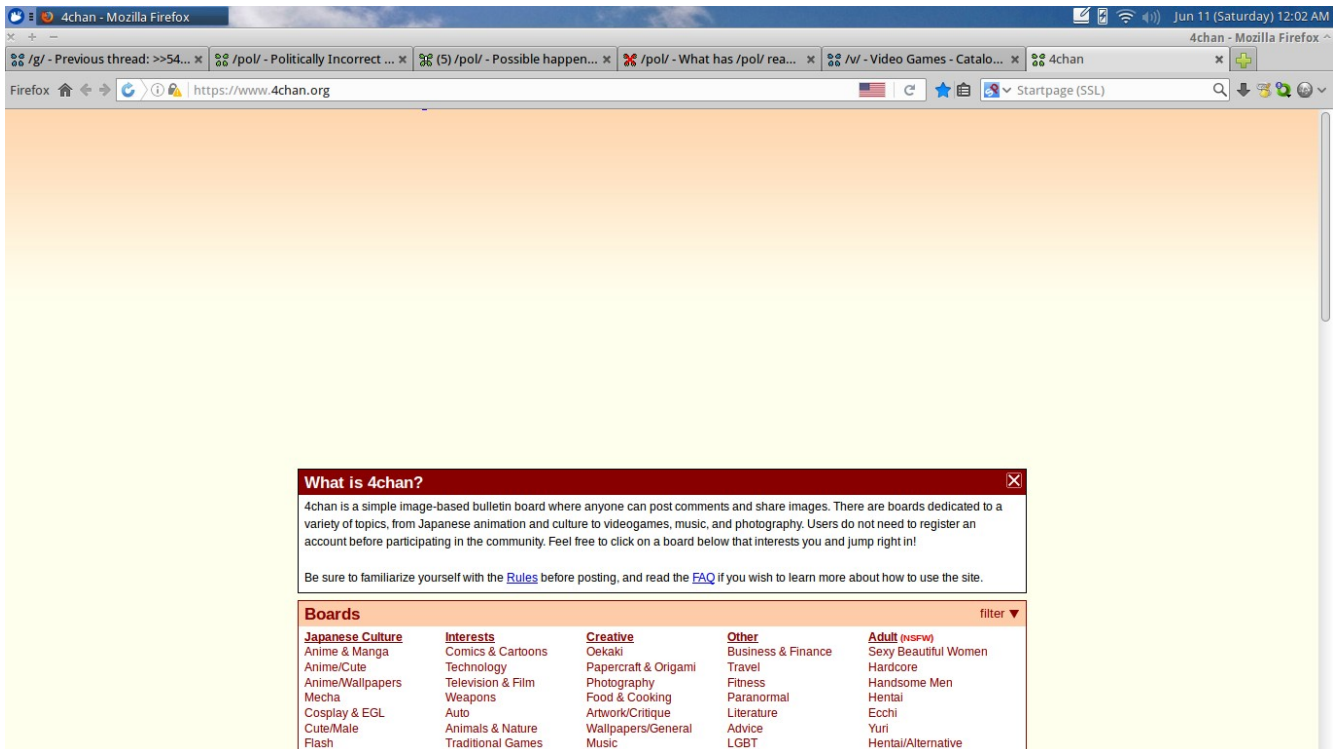 4chan - Mozilla Firefox
Jun 11 (Saturday) 12:02 AM
4chan - Mozilla Firefox
/g/ - Previous thread: >>54...
/pol/ - Politically Incorrect ...
(5) /pol/ - Possible happen...
/pol/ - What has /pol/ rea...
/v/ - Video Games - Catalo...
4chan
Firefox
https://www.4chan.org
Startpage (SSL)
What is 4chan?
4chan is a simple image-based bulletin board where anyone can post comments and share images. There are boards dedicated to a
variety of topics, from Japanese animation and culture to videogames, music, and photography. Users do not need to register an
account before participating in the community. Feel free to click on a board below that interests you and jump right in!
Be sure to familiarize yourself with the Rules before posting, and read the FAQ if you wish to learn more about how to use the site.
Boards
filter ▼
Japanese Culture
Anime & Manga
Anime/Cute
Anime/Wallpapers
Mecha
Cosplay & EGL
Cute/Male
Flash
Interests
Comics & Cartoons
Technology
Television & Film
Weapons
Auto
Animals & Nature
Traditional Games
Creative
Oekaki
Papercraft & Origami
Photography
Food & Cooking
Artwork/Critique
Wallpapers/General
Music
Other
Business & Finance
Travel
Fitness
Paranormal
Literature
Advice
LGBT
Adult (NSFW)
Sexy Beautiful Women
Hardcore
Handsome Men
Hentai
Ecchi
Yuri
Hentai/Alternative